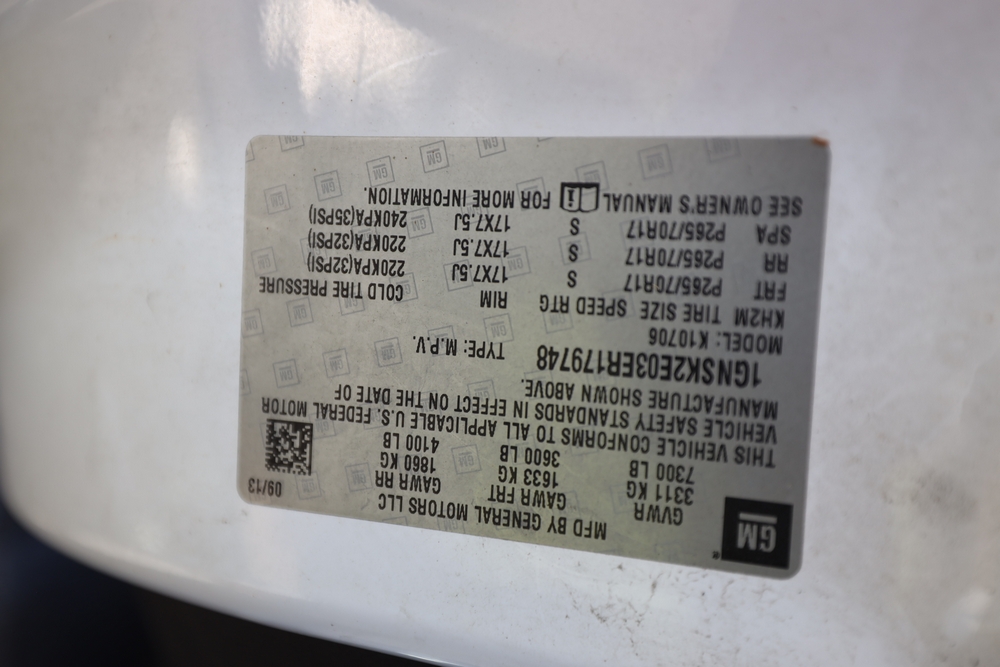 GM
MFD BY GENERAL MOTORS LLC 09/13
GVWR GAWR FRT GAWR RR
3311 KG 1633 KG 1860 KG
7300 LB 3600 LB 4100 LB
THIS VEHICLE CONFORMS TO ALL APPLICABLE U.S. FEDERAL MOTOR
VEHICLE SAFETY STANDARDS IN EFFECT ON THE DATE OF
MANUFACTURE SHOWN ABOVE.
1GNSK2E03ER179748 TYPE: M.P.V.
MODEL: K10706
KH2M TIRE SIZE SPEED RTG RIM COLD TIRE PRESSURE
FRT P265/70R17 S 17X7.5J 220KPA(32PSI)
RR P265/70R17 S 17X7.5J 220KPA(32PSI)
SPA P265/70R17 S 17X7.5J 240KPA(35PSI)
SEE OWNER'S MANUAL i FOR MORE INFORMATION.